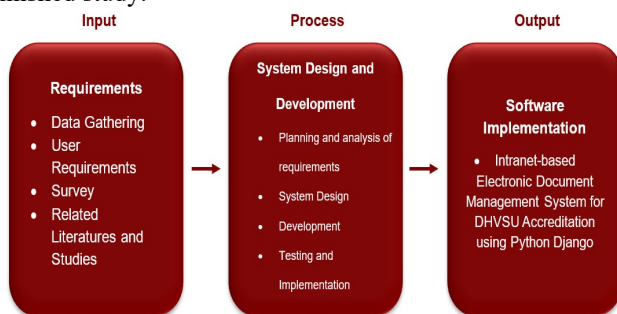 Input
Process
Output
Requirements
• Data Gathering
• User
Requirements
• Survey
• Related
Literatures and
Studies
System Design and
Development
• Planning and analysis of
requirements
• System Design
• Development
• Testing and
Implementation
Software
Implementation
• Intranet-based
Electronic Document
Management System for
DHVSU Accreditation
using Python Django